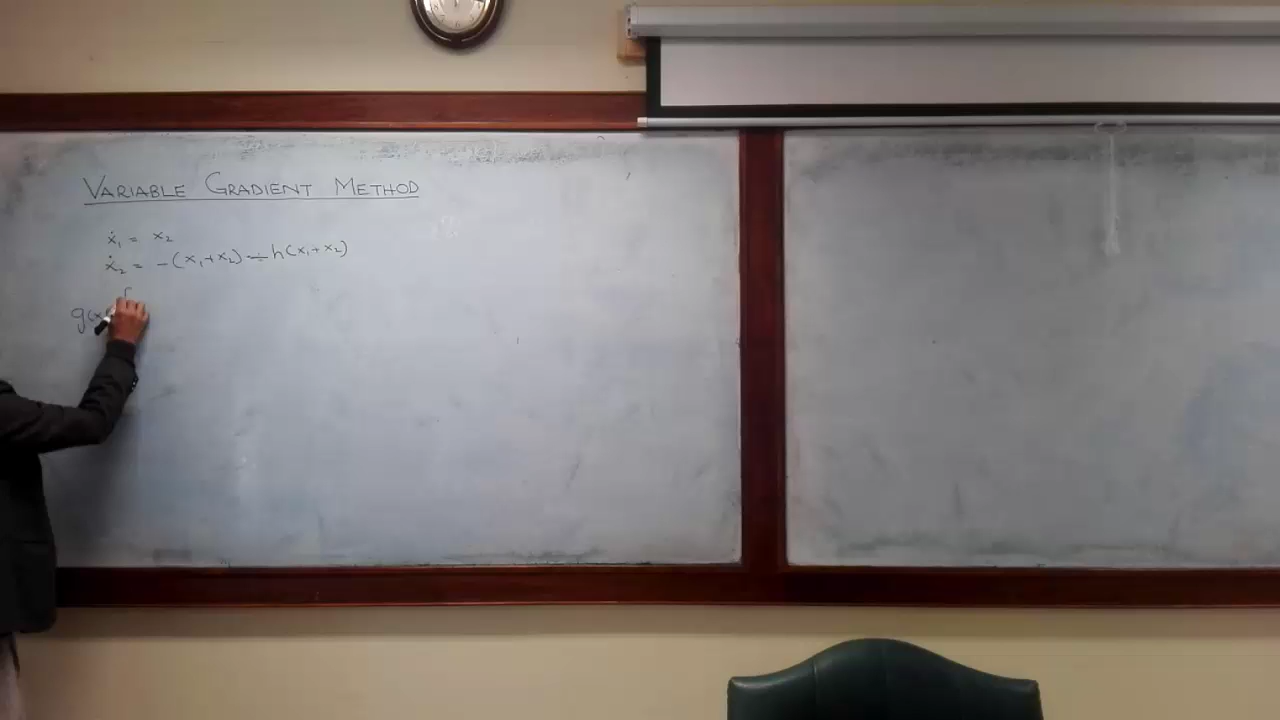 VARIABLE GRADIENT METHOD
ẋ₁ = x₂
ẋ₂ = -(x₁+x₂) - h(x₁+x₂)
g(x